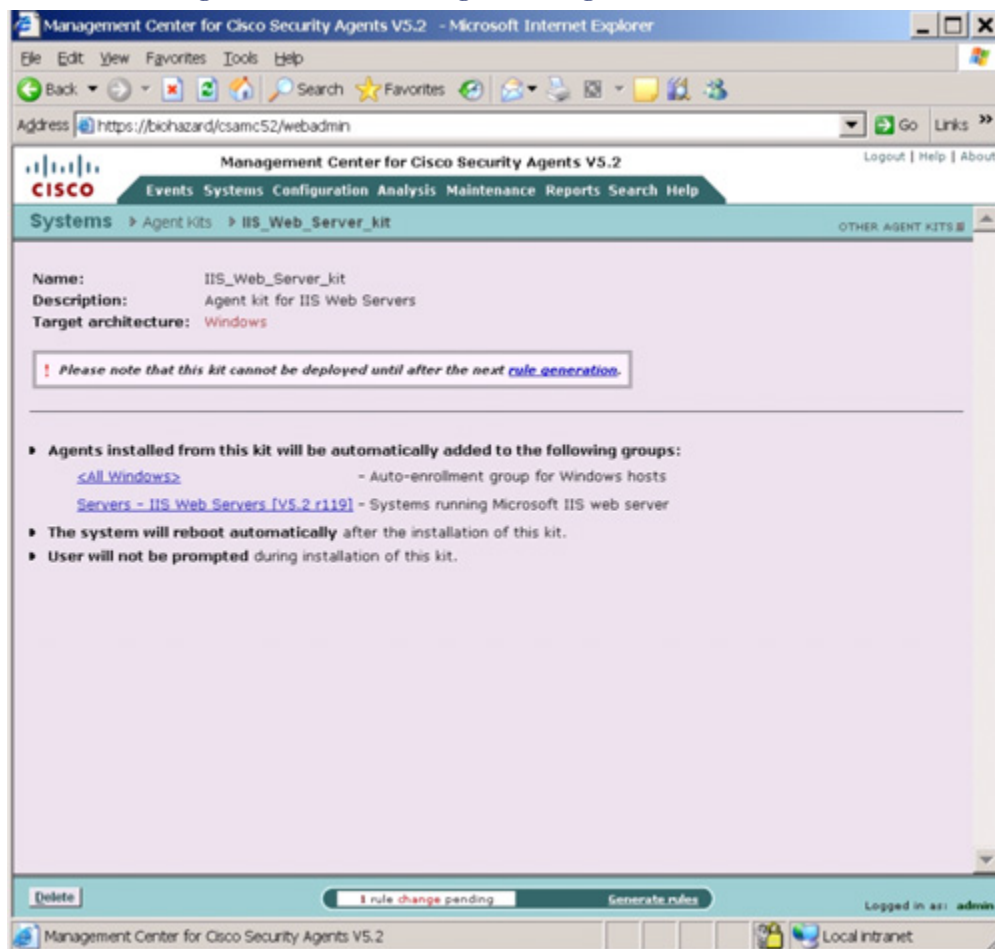 Management Center for Cisco Security Agents V5.2 - Microsoft Internet Explorer
File Edit View Favorites Tools Help
Back Search Favorites
Address https://biohazard/csamc52/webadmin Go Links »
Management Center for Cisco Security Agents V5.2 Logout | Help | About
CISCO Events Systems Configuration Analysis Maintenance Reports Search Help
Systems Agent Kits IIS_Web_Server_kit OTHER AGENT KITS
Name: IIS_Web_Server_kit
Description: Agent kit for IIS Web Servers
Target architecture: Windows
! Please note that this kit cannot be deployed until after the next rule generation.
Agents installed from this kit will be automatically added to the following groups:
<All Windows> - Auto-enrollment group for Windows hosts
Servers - IIS Web Servers [V5.2 r119] - Systems running Microsoft IIS web server
The system will reboot automatically after the installation of this kit.
User will not be prompted during installation of this kit.
Delete 1 rule change pending Generate rules Logged in as: admin
Management Center for Cisco Security Agents V5.2 Local intranet